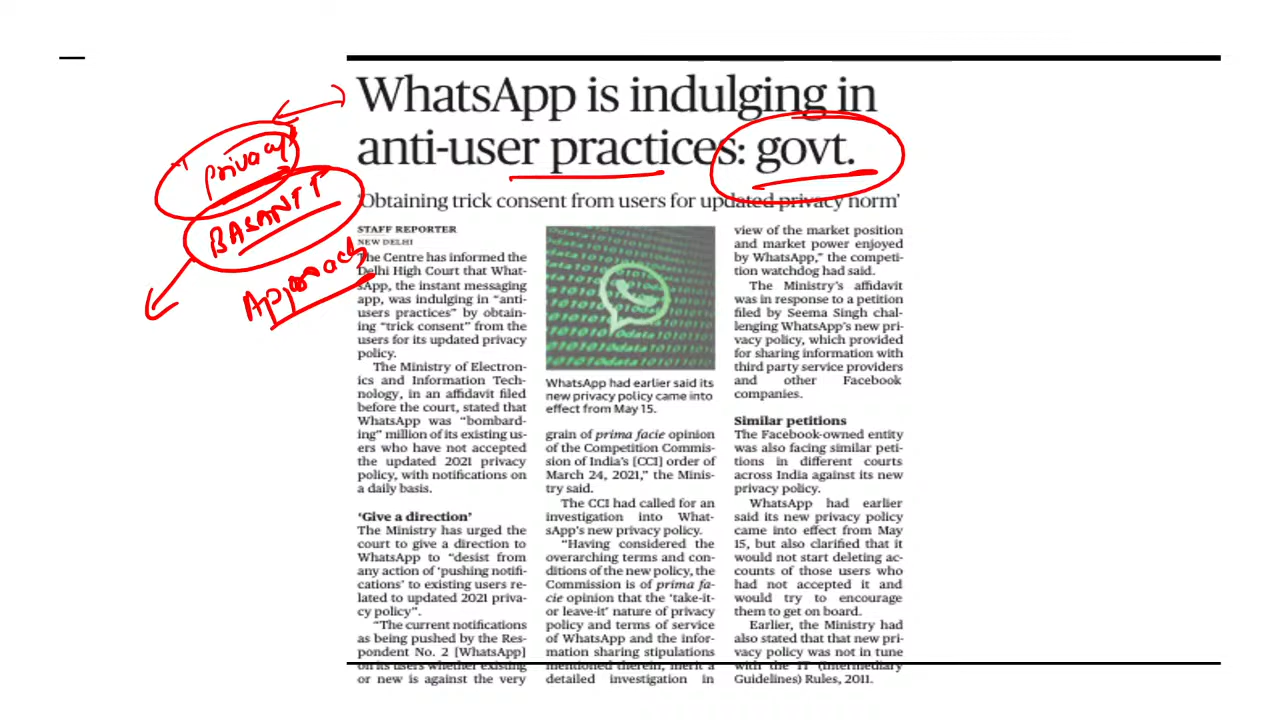 WhatsApp is indulging in
anti-user practices: govt.
'Obtaining trick consent from users for updated privacy norm'
Privacy
BASANTT
Approach
STAFF REPORTER
NEW DELHI
The Centre has informed the
Delhi High Court that What-
sApp, the instant messaging
app, was indulging in "anti-
users practices" by obtain-
ing "trick consent" from the
users for its updated privacy
policy.
The Ministry of Electron-
ics and Information Tech-
nology, in an affidavit filed
before the court, stated that
WhatsApp was "bombard-
ing" million of its existing us-
ers who have not accepted
the updated 2021 privacy
policy, with notifications on
a daily basis.
'Give a direction'
The Ministry has urged the
court to give a direction to
WhatsApp to "desist from
any action of 'pushing notifi-
cations' to existing users re-
lated to updated 2021 priva-
cy policy".
"The current notifications
as being pushed by the Res-
pondent No. 2 [WhatsApp]
on its users whether existing
or new is against the very
WhatsApp had earlier said its
new privacy policy came into
effect from May 15.
grain of prima facie opinion
of the Competition Commis-
sion of India's [CCI] order of
March 24, 2021," the Minis-
try said.
The CCI had called for an
investigation into What-
sApp's new privacy policy.
"Having considered the
overarching terms and con-
ditions of the new policy, the
Commission is of prima fa-
cie opinion that the 'take-it-
or leave-it' nature of privacy
policy and terms of service
of WhatsApp and the infor-
mation sharing stipulations
mentioned therein, merit a
detailed investigation in
view of the market position
and market power enjoyed
by WhatsApp," the competi-
tion watchdog had said.
The Ministry's affidavit
was in response to a petition
filed by Seema Singh chal-
lenging WhatsApp's new pri-
vacy policy, which provided
for sharing information with
third party service providers
and other Facebook
companies.
Similar petitions
The Facebook-owned entity
was also facing similar peti-
tions in different courts
across India against its new
privacy policy.
WhatsApp had earlier
said its new privacy policy
came into effect from May
15, but also clarified that it
would not start deleting ac-
counts of those users who
had not accepted it and
would try to encourage
them to get on board.
Earlier, the Ministry had
also stated that that new pri-
vacy policy was not in tune
with the IT (Intermediary
Guidelines) Rules, 2011.